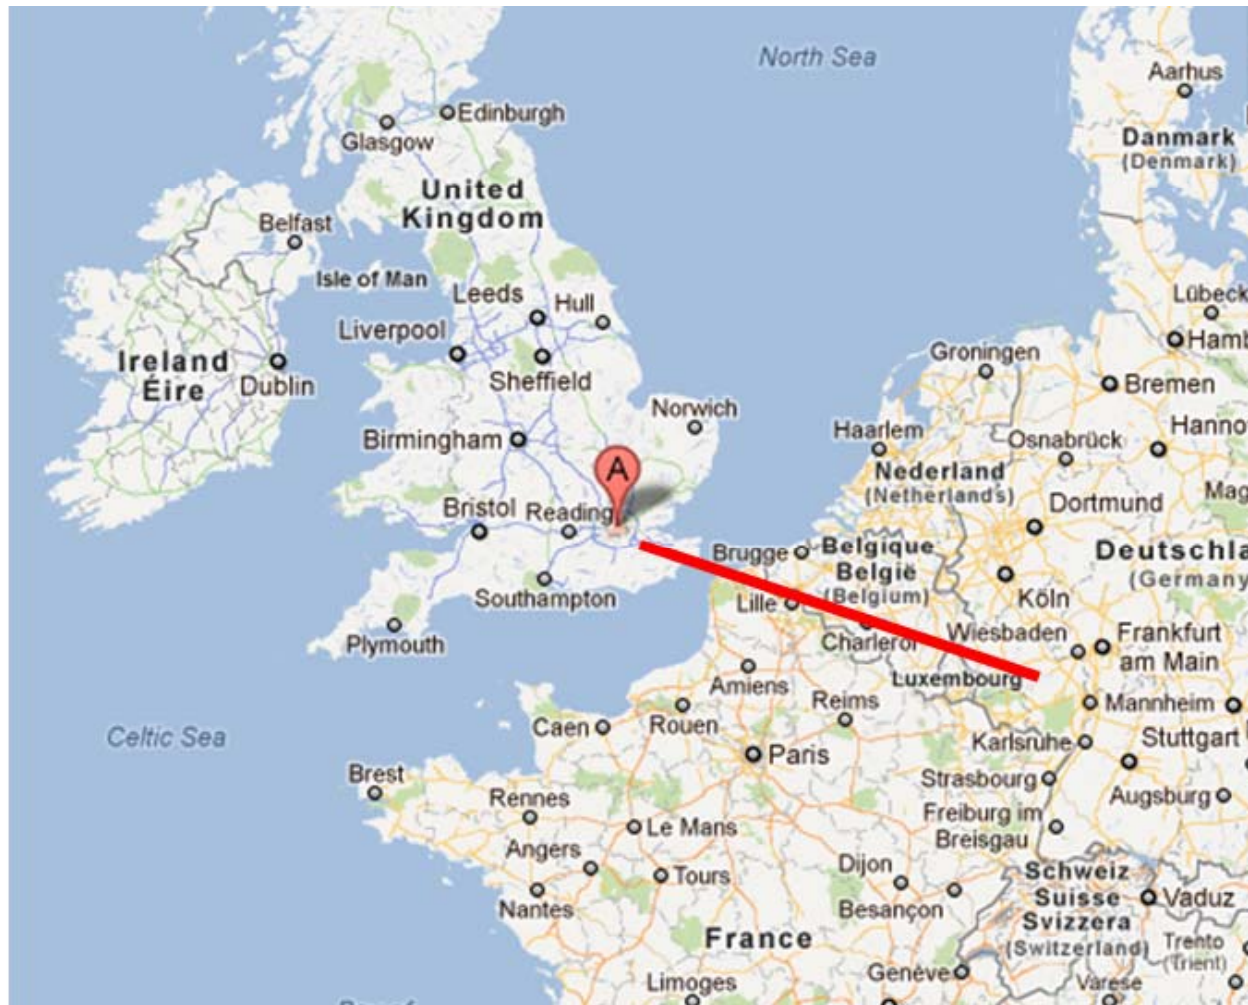 North Sea
Aarhus
Edinburgh
Glasgow
Danmark
(Denmark)
United
Kingdom
Belfast
Isle of Man
Lübeck
Leeds
Hull
Liverpool
Hamb
Ireland
Éire
Dublin
Sheffield
Groningen
Bremen
Norwich
Haarlem
Osnabrück
Hanno
Birmingham
A
Nederland
(Netherlands)
Dortmund
Mag
Bristol
Reading
Brugge
Belgique
België
(Belgium)
Deutschla
(Germany
Southampton
Lille
Köln
Plymouth
Charleroi
Wiesbaden
Frankfurt
am Main
Amiens
Luxembourg
Reims
Rouen
Mannheim
Celtic Sea
Caen
Paris
Karlsruhe
Stuttgart
Brest
Strasbourg
Rennes
Augsburg
Le Mans
Freiburg im
Breisgau
Angers
Tours
Dijon
Schweiz
Suisse
Svizzera
(Switzerland)
Nantes
Besançon
Vaduz
France
Trento
(Trient)
Limoges
Genève
Varese